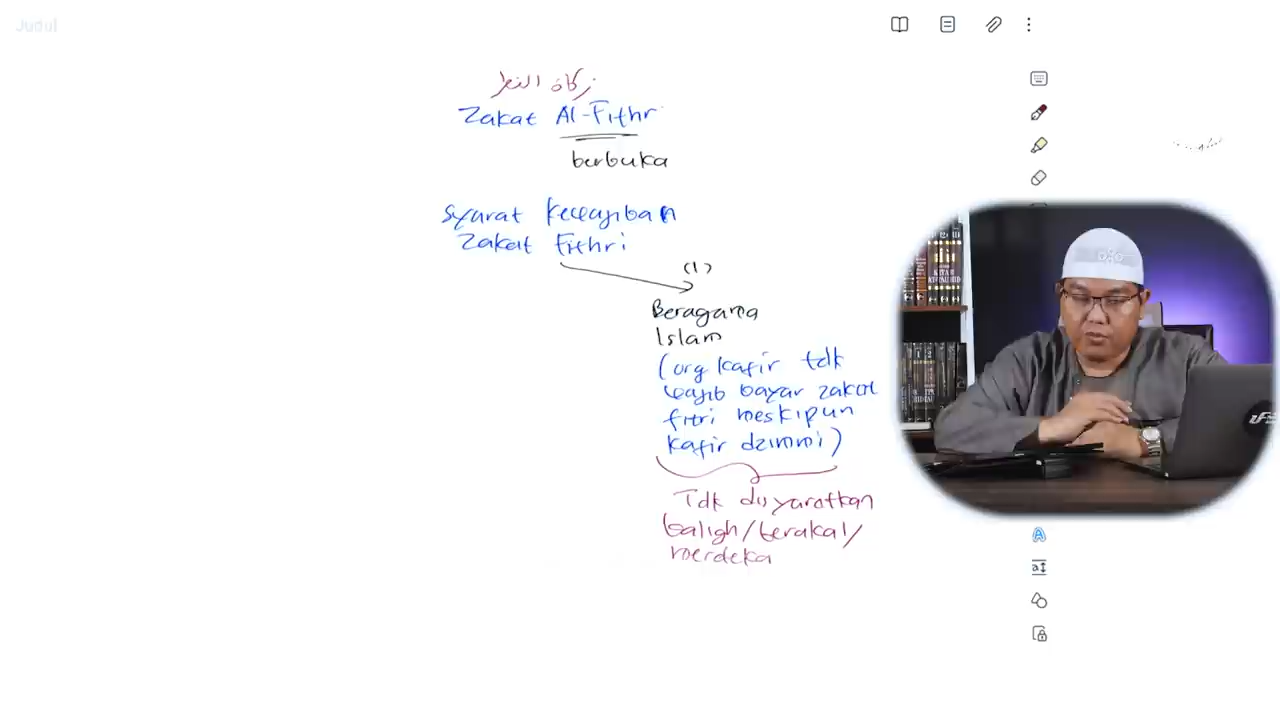 Judul
زكاة الفطر
Zakat Al-Fithr
berbuka
Syarat kewajiban
Zakat Fithri
(1)
Beragama
Islam
(org kafir tdk
wajib bayar zakat
fitri meskipun
kafir dzimmi)
Tdk disyaratkan
baligh/berakal/
merdeka